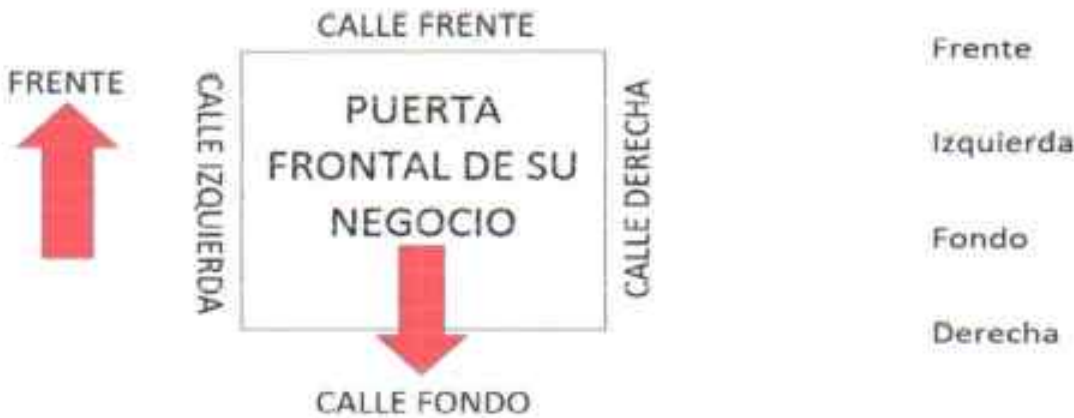 CALLE FRENTE
FRENTE
CALLE IZQUIERDA
PUERTA
FRONTAL DE SU
NEGOCIO
CALLE DERECHA
CALLE FONDO
Frente
Izquierda
Fondo
Derecha